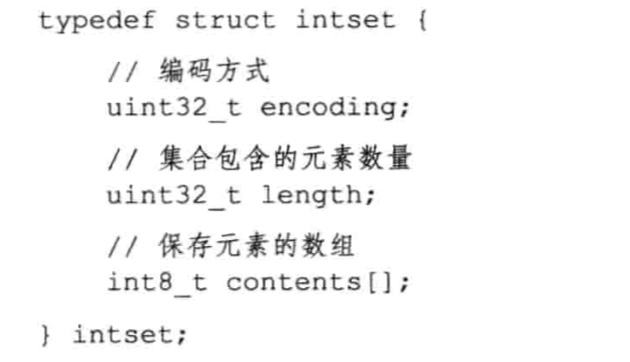 typedef struct intset {
// 编码方式
uint32_t encoding;
// 集合包含的元素数量
uint32_t length;
// 保存元素的数组
int8_t contents[];
} intset;